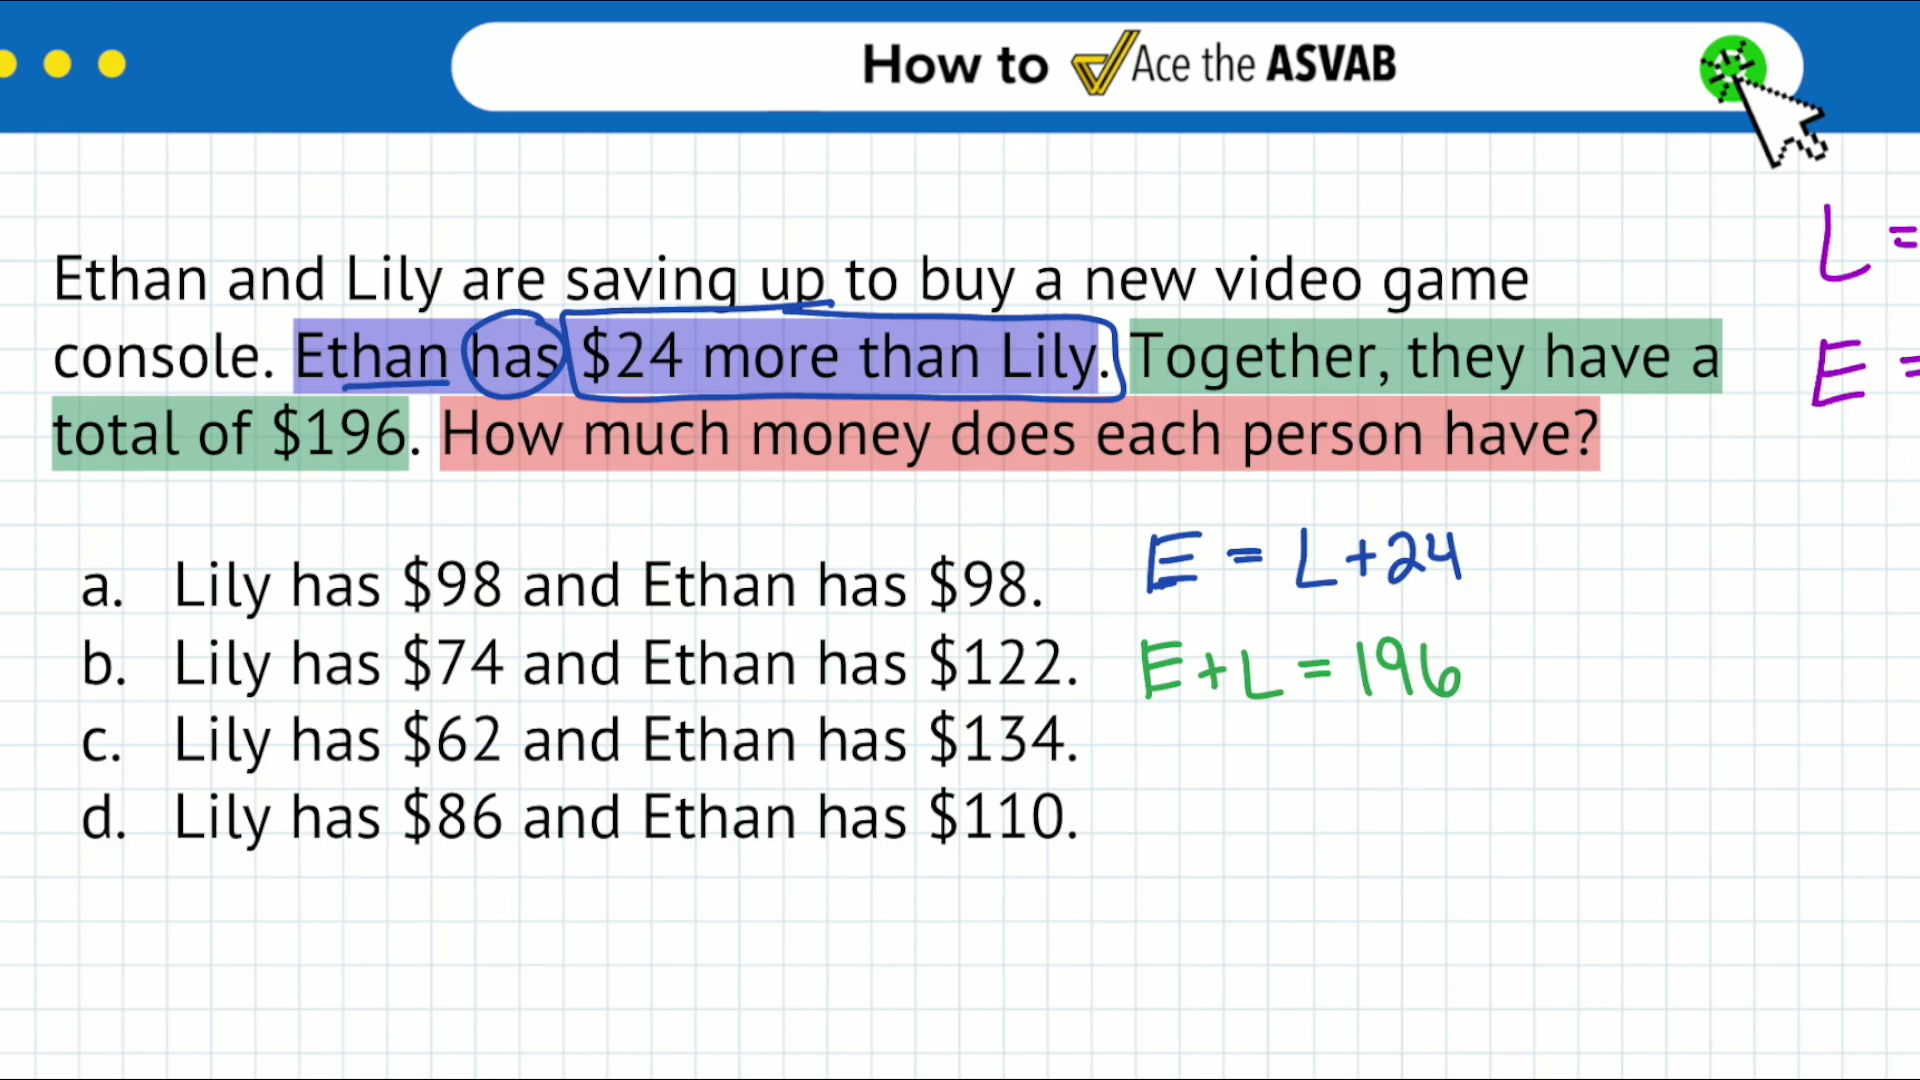 How to Ace the ASVAB
L =
E =
Ethan and Lily are saving up to buy a new video game
console. Ethan has $24 more than Lily. Together, they have a
total of $196. How much money does each person have?
E = L+24
a. Lily has $98 and Ethan has $98.
E+L = 196
b. Lily has $74 and Ethan has $122.
c. Lily has $62 and Ethan has $134.
d. Lily has $86 and Ethan has $110.